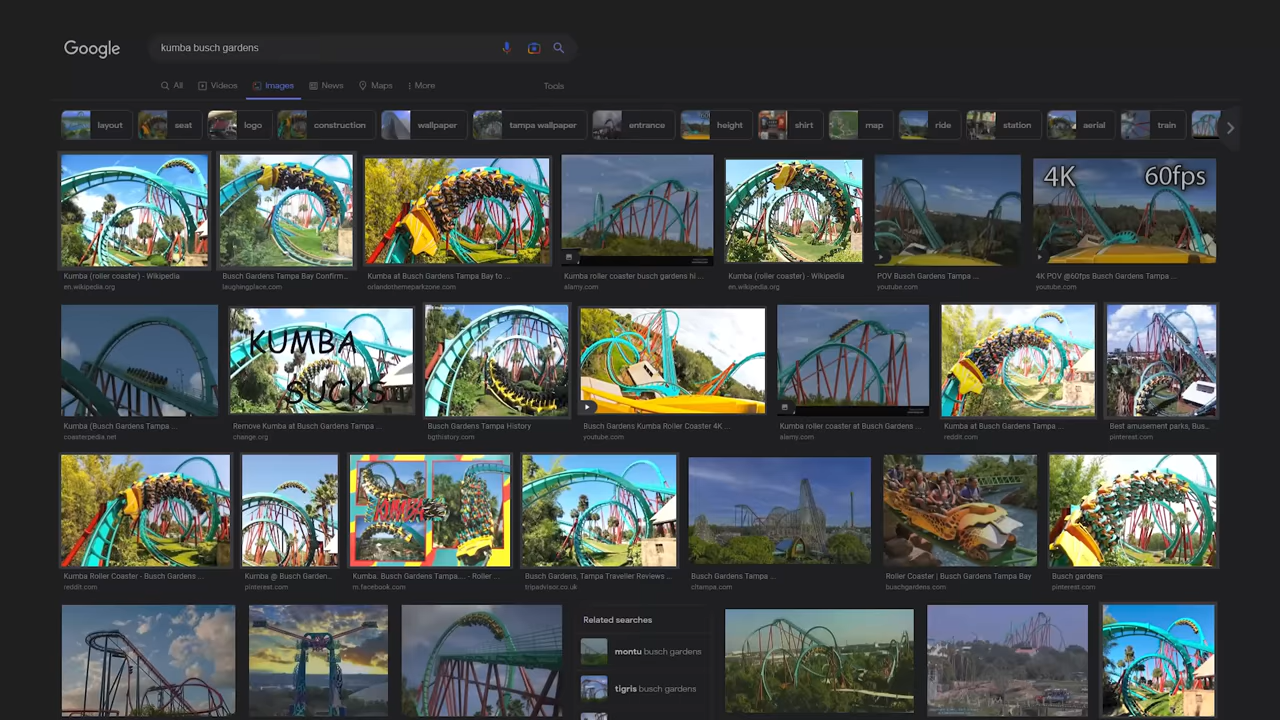 Google
kumba busch gardens
All
Videos
Images
News
Maps
More
Tools
layout
seat
logo
construction
wallpaper
tampa wallpaper
entrance
height
shirt
map
ride
station
aerial
train
4K
60fps
Kumba (roller coaster) - Wikipedia
en.wikipedia.org
Busch Gardens Tampa Bay Confirm...
laughingplace.com
Kumba at Busch Gardens Tampa Bay to ...
orlandothemeparkzone.com
Kumba roller coaster busch gardens hi ...
alamy.com
Kumba (roller coaster) - Wikipedia
en.wikipedia.org
POV Busch Gardens Tampa ...
youtube.com
4K POV @60fps Busch Gardens Tampa ...
youtube.com
KUMBA
SUCKS
Kumba (Busch Gardens Tampa ...
coasterpedia.net
Remove Kumba at Busch Gardens Tampa ...
change.org
Busch Gardens Tampa History
bgthistory.com
Busch Gardens Kumba Roller Coaster 4K ...
youtube.com
Kumba roller coaster at Busch Gardens ...
alamy.com
Kumba at Busch Gardens Tampa ...
reddit.com
Best amusement parks, Bus...
pinterest.com
KUMBA
Kumba Roller Coaster - Busch Gardens ...
reddit.com
Kumba @ Busch Garden...
pinterest.com
Kumba. Busch Gardens Tampa... - Roller ...
m.facebook.com
Busch Gardens, Tampa Traveller Reviews ...
tripadvisor.co.uk
Busch Gardens Tampa ...
citampa.com
Roller Coaster | Busch Gardens Tampa Bay
buschgardens.com
Busch gardens
pinterest.com
Related searches
montu busch gardens
tigris busch gardens